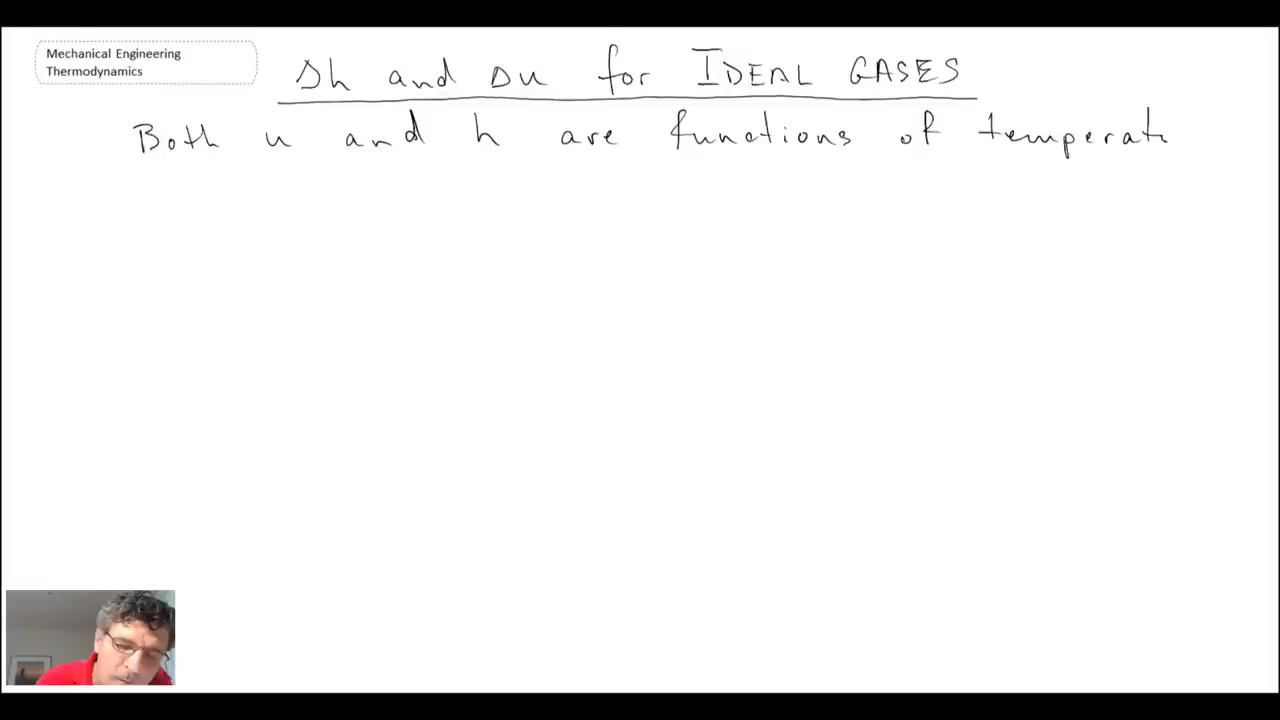 Mechanical Engineering
Thermodynamics
Δh and Δu for IDEAL GASES
Both u and h are functions of temperat